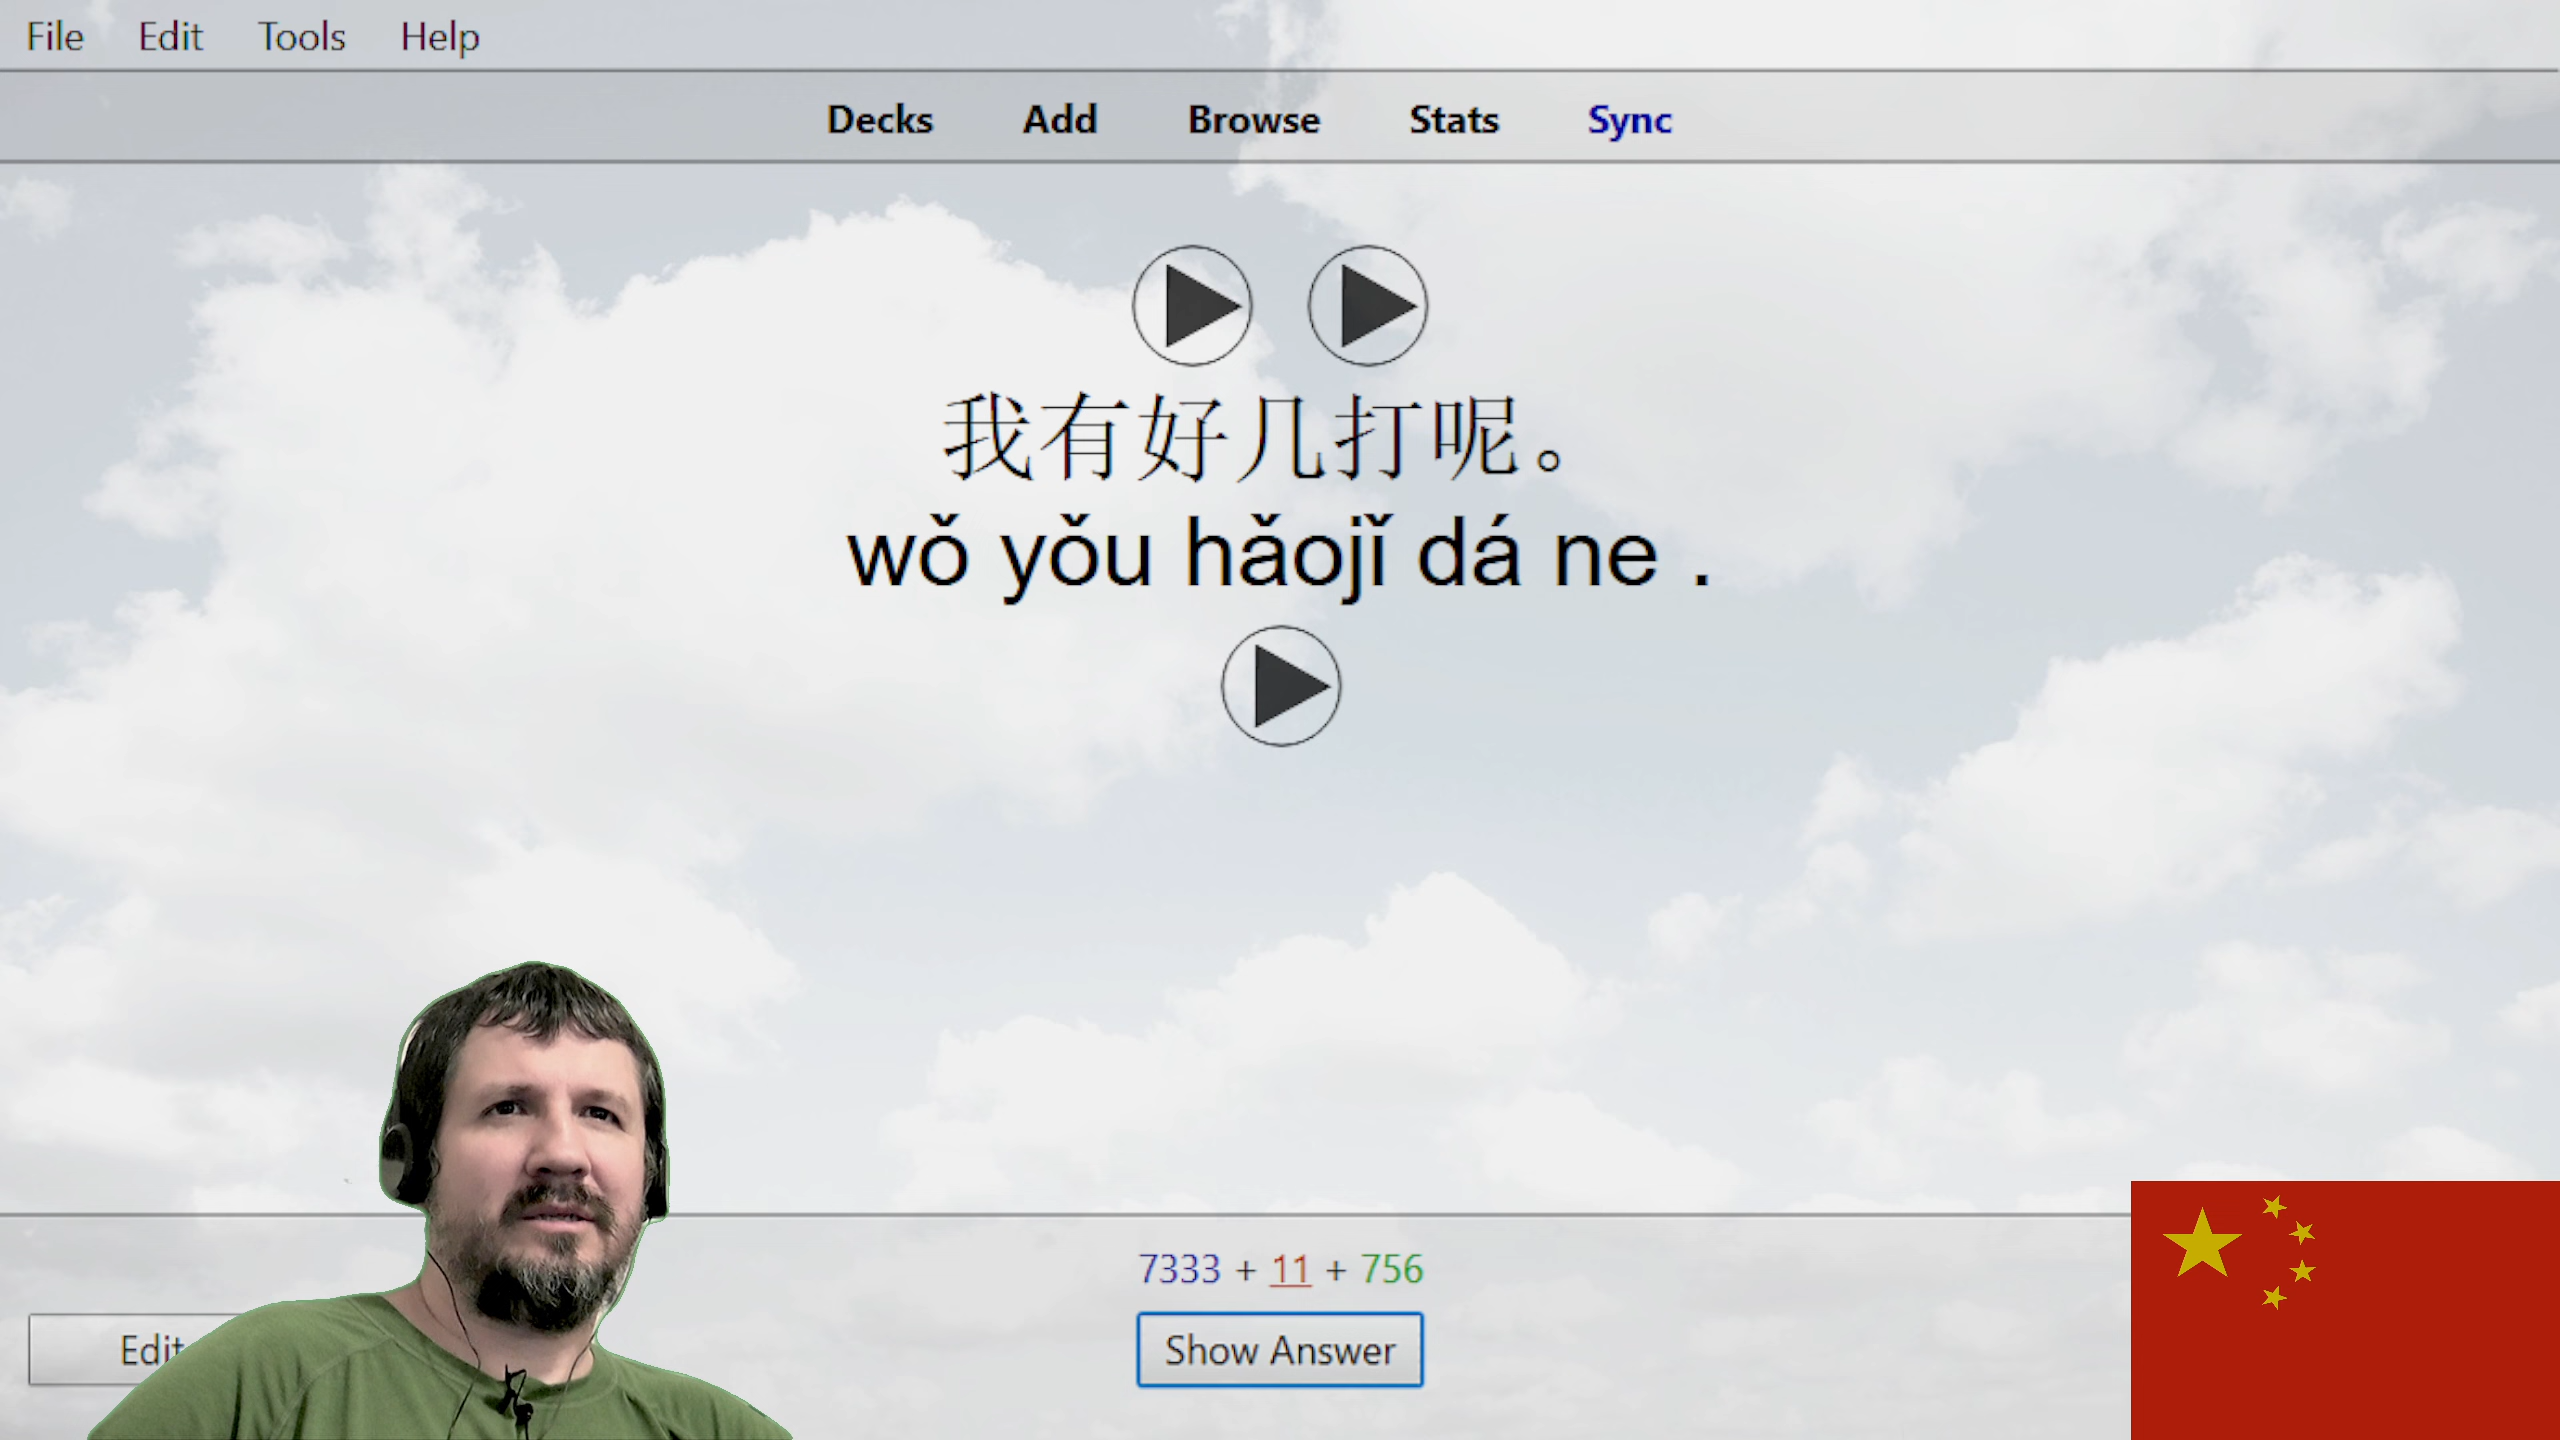 File Edit Tools Help
Decks Add Browse Stats Sync
我有好几打呢。
wǒ yǒu hǎojǐ dá ne .
7333 + 11 + 756
Edit
Show Answer